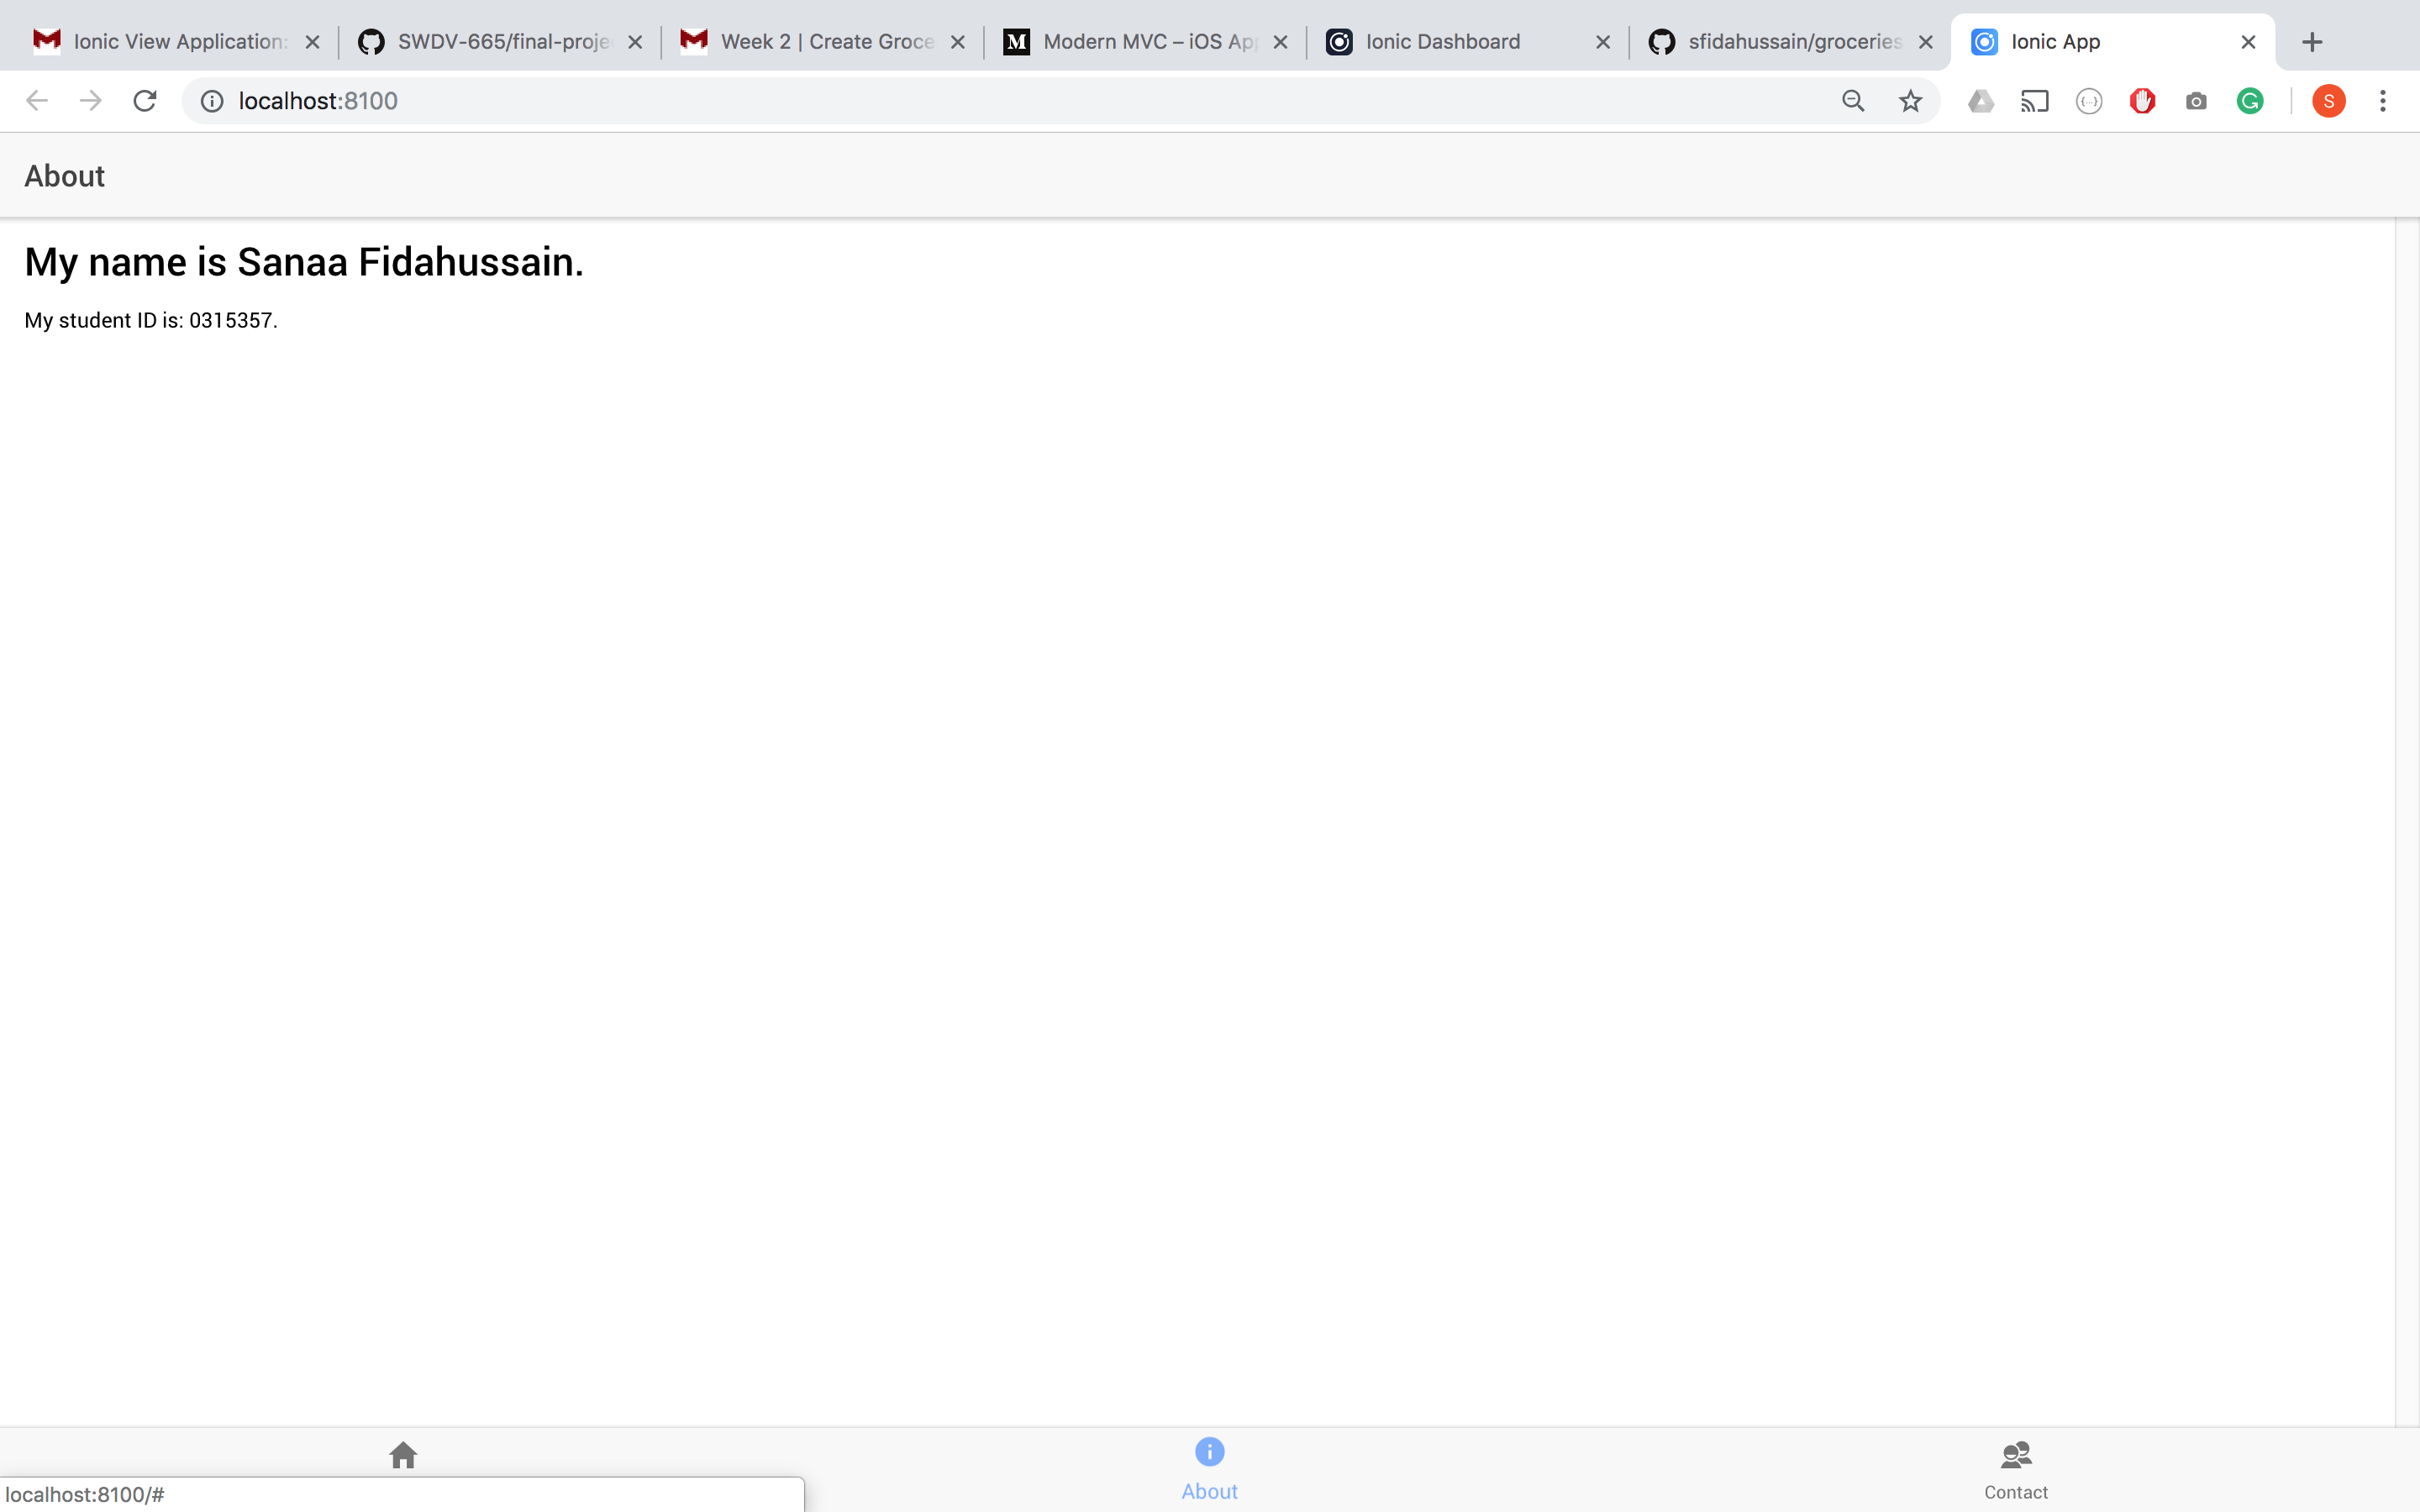 Ionic View Application:
SWDV-665/final-proje
Week 2 | Create Groce
M Modern MVC – iOS App
Ionic Dashboard
sfidahussain/groceries
Ionic App
localhost:8100
S
About
My name is Sanaa Fidahussain.
My student ID is: 0315357.
About
Contact
localhost:8100/#